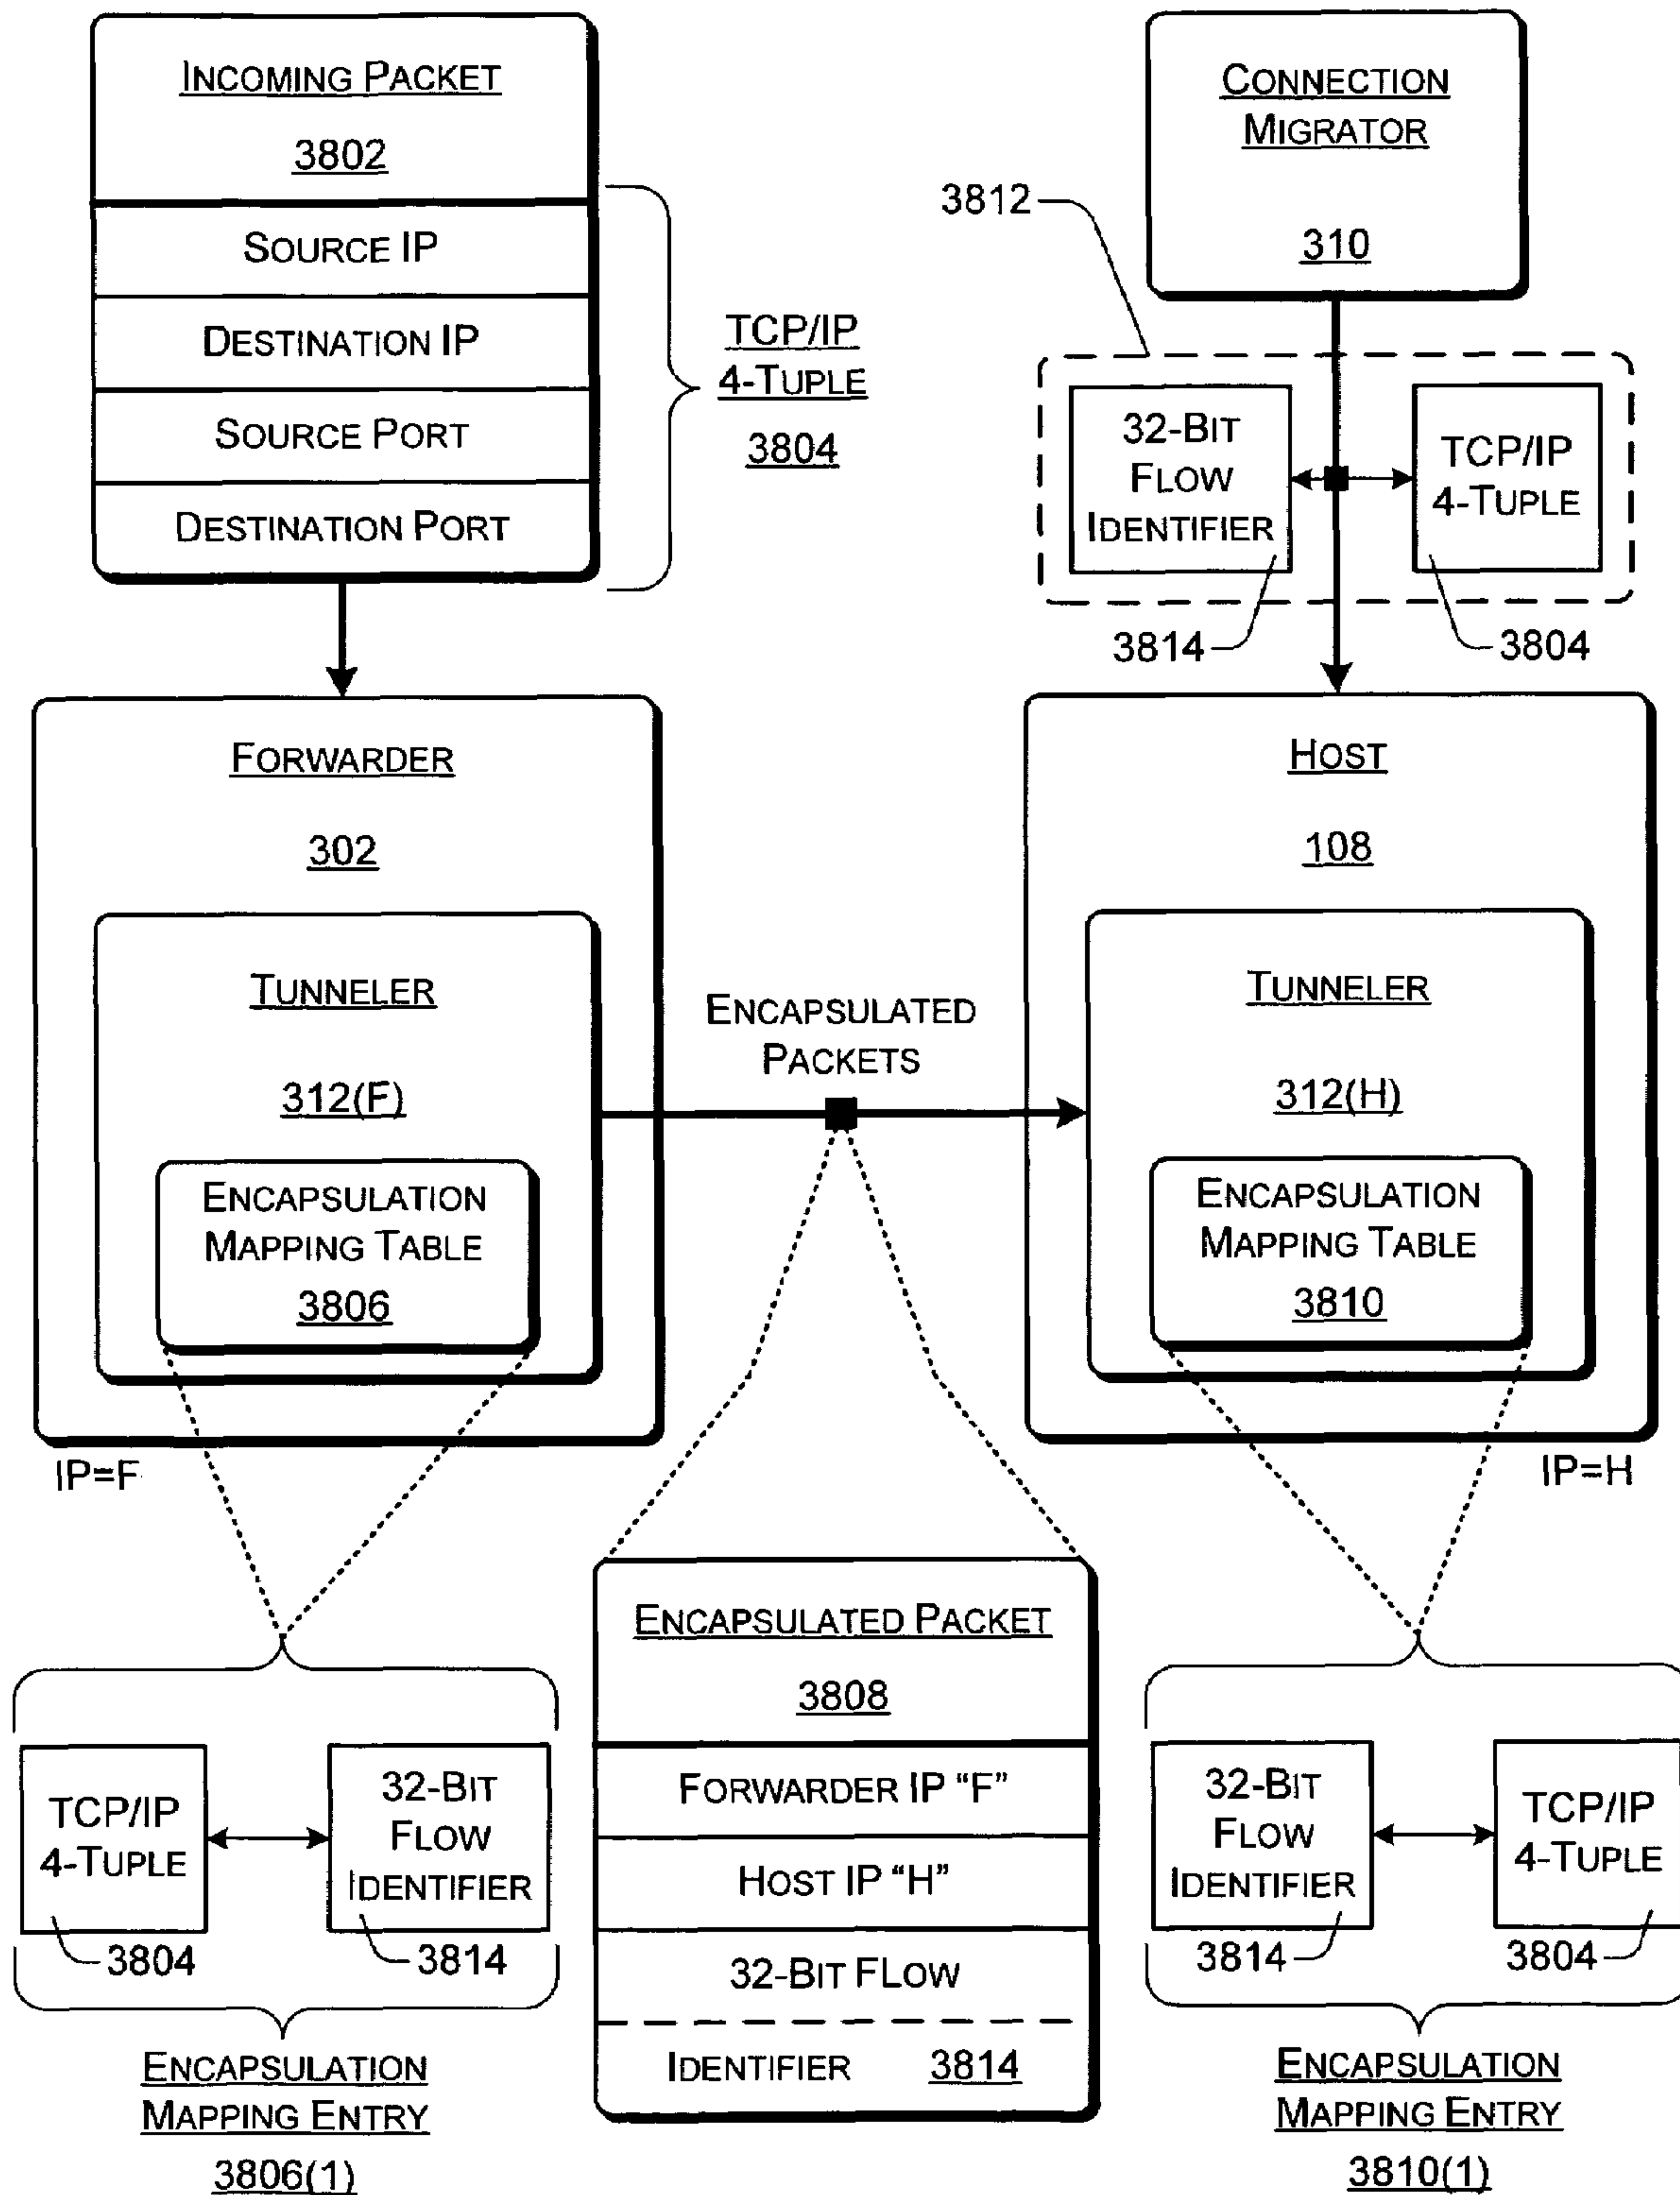 INCOMING PACKET
3802
SOURCE IP
DESTINATION IP
SOURCE PORT
DESTINATION PORT
TCP/IP
4-TUPLE
3804
CONNECTION
MIGRATOR
310
3812
32-BIT
FLOW
IDENTIFIER
TCP/IP
4-TUPLE
3814
3804
FORWARDER
302
TUNNELER
312(F)
ENCAPSULATION
MAPPING TABLE
3806
IP=F
ENCAPSULATED
PACKETS
HOST
108
TUNNELER
312(H)
ENCAPSULATION
MAPPING TABLE
3810
IP=H
TCP/IP
4-TUPLE
3804
32-BIT
FLOW
IDENTIFIER
3814
ENCAPSULATION
MAPPING ENTRY
3806(1)
ENCAPSULATED PACKET
3808
FORWARDER IP “F”
HOST IP “H”
32-BIT FLOW
IDENTIFIER 3814
32-BIT
FLOW
IDENTIFIER
3814
TCP/IP
4-TUPLE
3804
ENCAPSULATION
MAPPING ENTRY
3810(1)